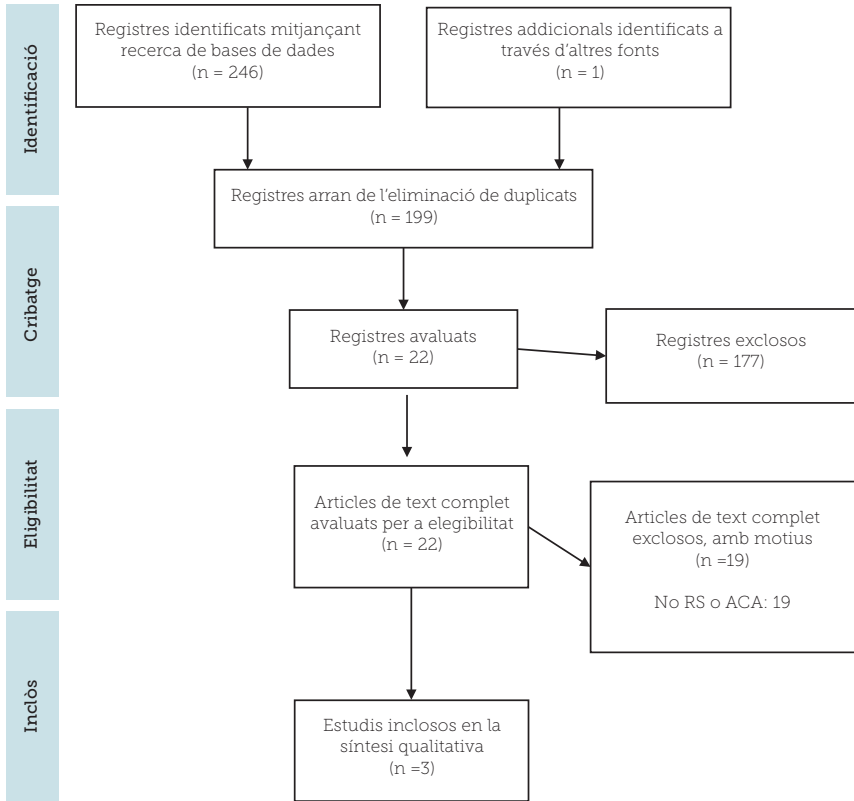 Identificació
Registres identificats mitjançant
recerca de bases de dades
(n = 246)
Registres addicionals identificats a
través d'altres fonts
(n = 1)
Registres arran de l'eliminació de duplicats
(n = 199)
Cribatge
Registres avaluats
(n = 22)
Registres exclosos
(n = 177)
Eligibilitat
Articles de text complet
avaluats per a elegibilitat
(n = 22)
Articles de text complet
exclosos, amb motius
(n =19)
No RS o ACA: 19
Inclòs
Estudis inclosos en la
síntesi qualitativa
(n =3)